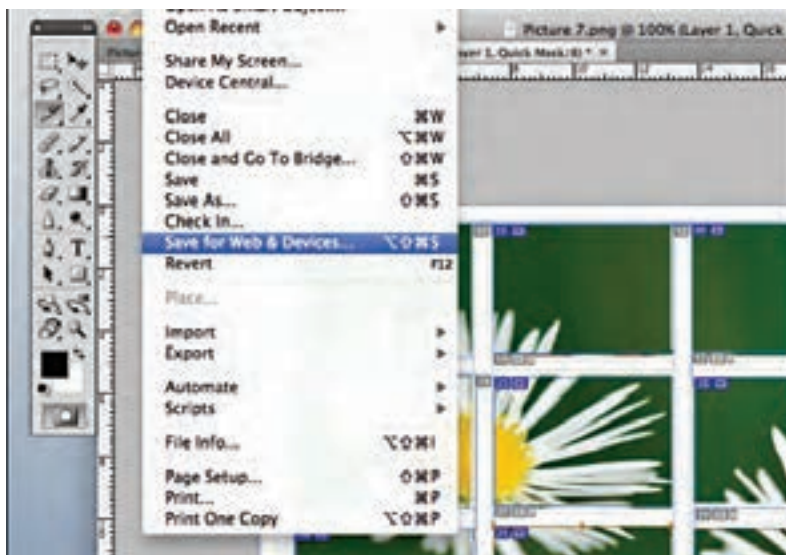 Open Recent
Picture 7.png @ 100% (Layer 1, Quick
Layer 1, Quick Mask/8) * ×
Share My Screen...
Device Central...
Close ⌘W
Close All ⌥⌘W
Close and Go To Bridge... ⇧⌘W
Save ⌘S
Save As... ⇧⌘S
Check In...
Save for Web & Devices... ⌥⇧⌘S
Revert F12
Place...
Import
Export
Automate
Scripts
File Info... ⌥⇧⌘I
Page Setup... ⇧⌘P
Print... ⌘P
Print One Copy ⌥⇧⌘P